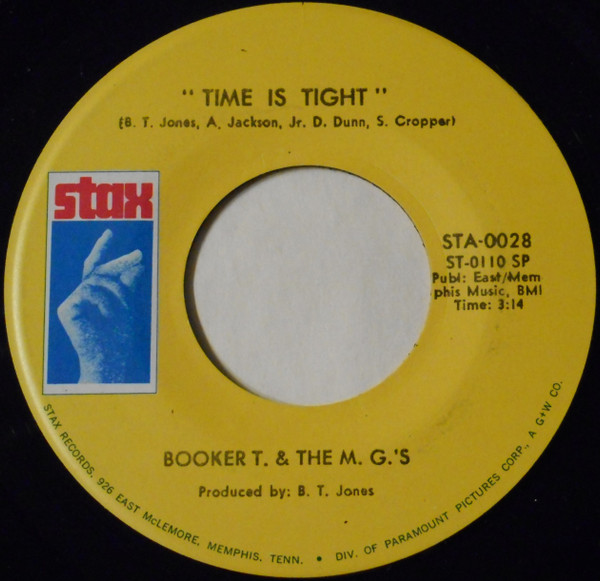 " TIME IS TIGHT "
(B. T. Jones, A. Jackson, Jr. D. Dunn, S. Cropper)
stax
STA-0028
ST-0110 SP
Publ: East/Mem-
phis Music, BMI
Time: 3:14
BOOKER T. & THE M. G.'S
Produced by: B. T. Jones
STAX RECORDS, 926 EAST McLEMORE, MEMPHIS, TENN. • DIV. OF PARAMOUNT PICTURES CORP., A G+W CO.